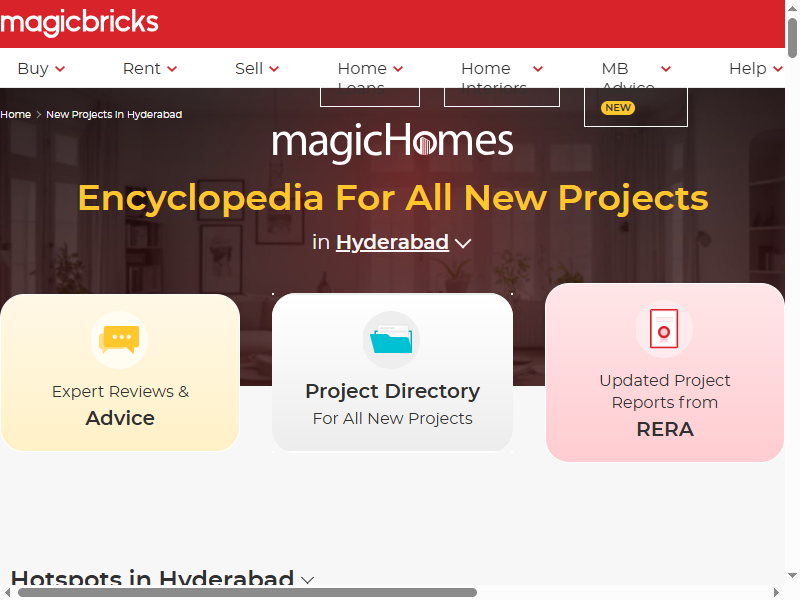 magicbricks
Buy Rent Sell Home Loans Home Interiors MB Advice Help
NEW
Home > New Projects In Hyderabad
magicHomes
Encyclopedia For All New Projects
in Hyderabad
Expert Reviews &
Advice
Project Directory
For All New Projects
Updated Project
Reports from
RERA
Hotspots in Hyderabad